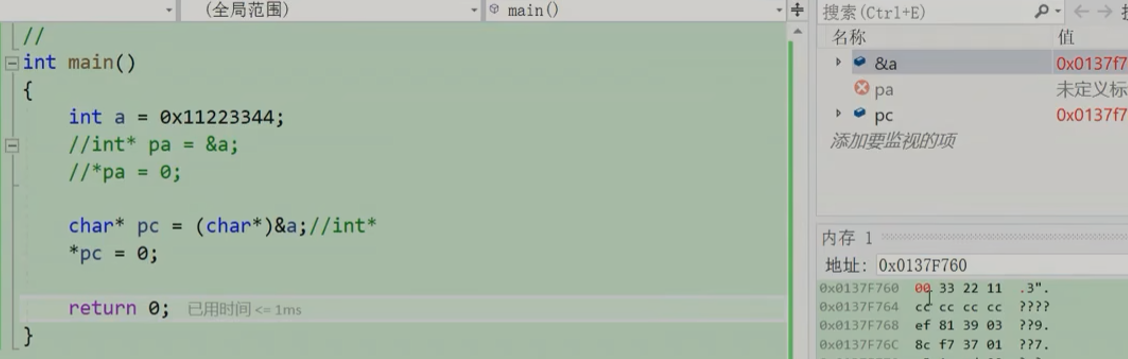 (全局范围)
main()
//
int main()
{
int a = 0x11223344;
//int* pa = &a;
//*pa = 0;
char* pc = (char*)&a;//int*
*pc = 0;
return 0; 已用时间 <= 1ms
}
搜索(Ctrl+E)
名称 值
&a 0x0137f7
pa 未定义标
pc 0x0137f7
添加要监视的项
内存 1
地址: 0x0137F760
0x0137F760 00 33 22 11 .3".
0x0137F764 cc cc cc cc ????
0x0137F768 ef 81 39 03 ??9.
0x0137F76C 8c f7 37 01 ??7.